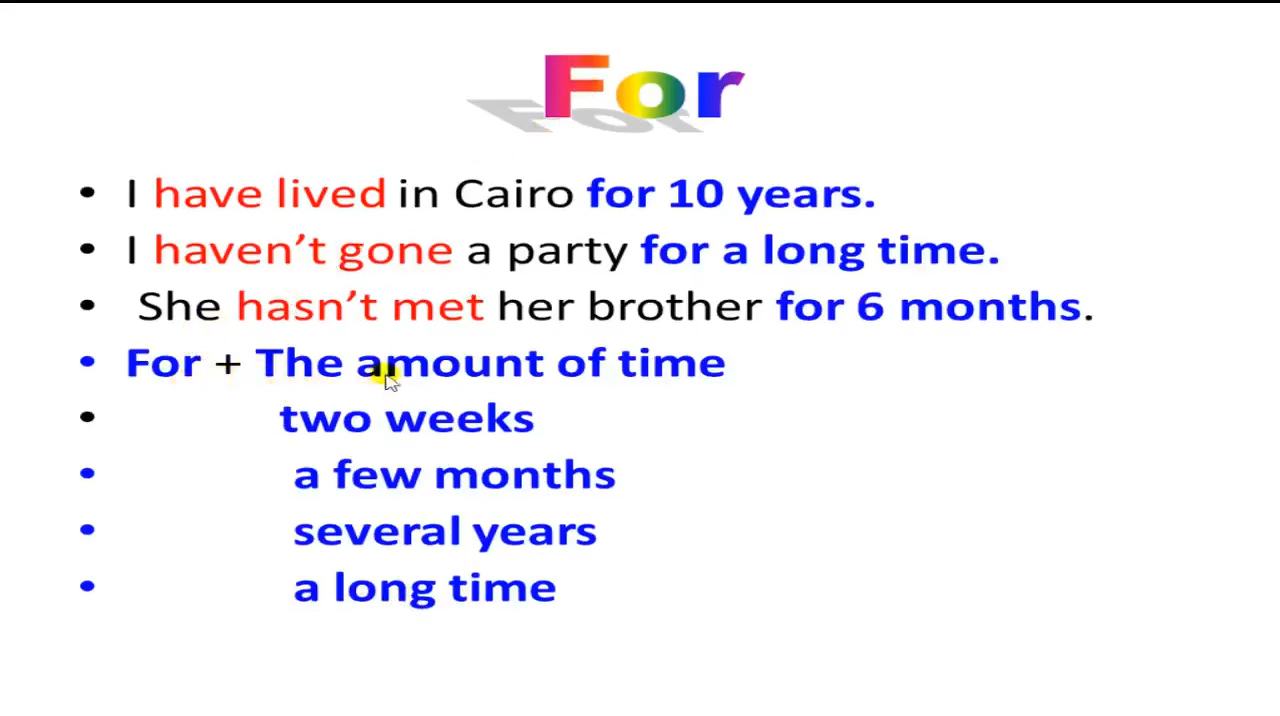 For
• I have lived in Cairo for 10 years.
• I haven’t gone a party for a long time.
• She hasn’t met her brother for 6 months.
• For + The amount of time
• two weeks
• a few months
• several years
• a long time